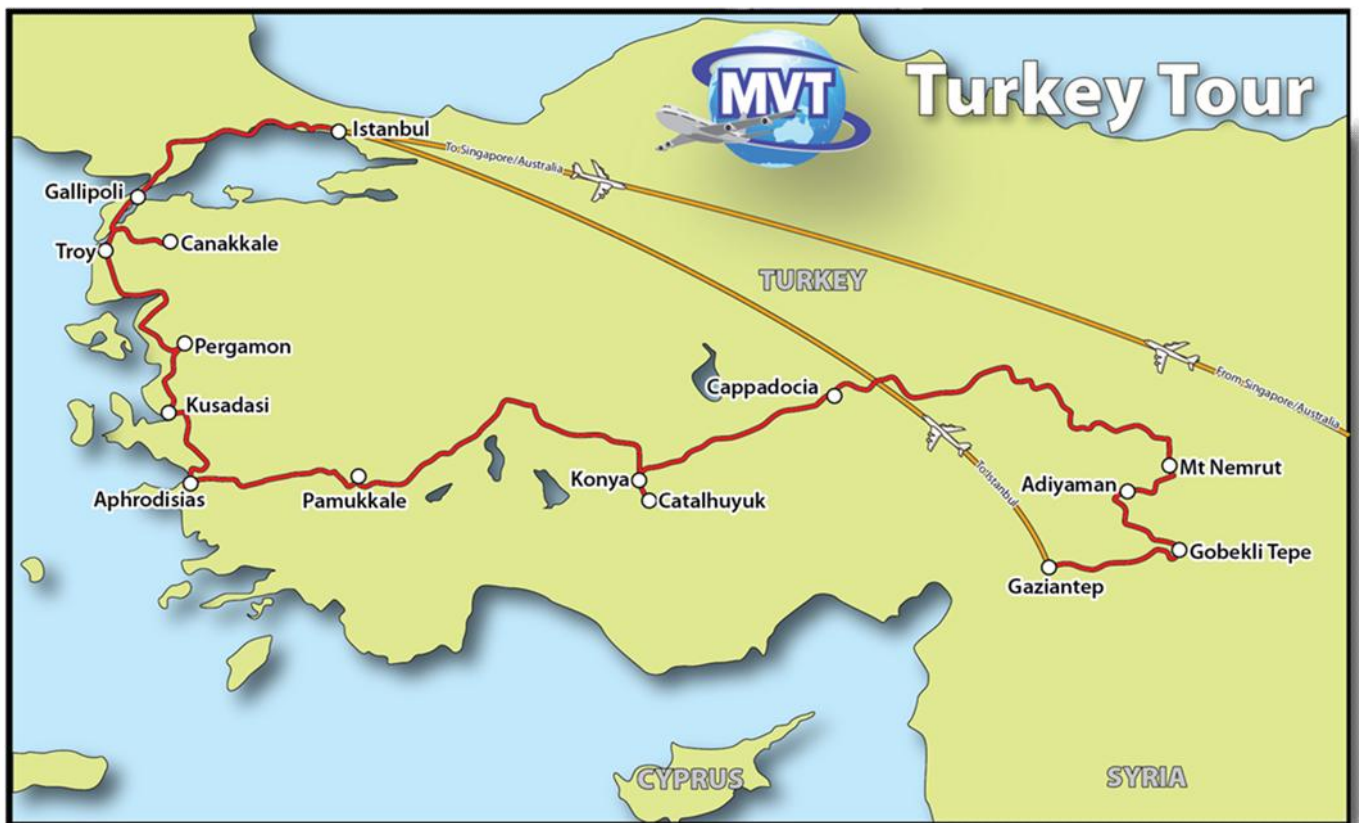 MVT
Turkey Tour
Istanbul
To Singapore/Australia
Gallipoli
Canakkale
Troy
TURKEY
Pergamon
Cappadocia
From Singapore/Australia
Kusadasi
Mt Nemrut
Konya
Adiyaman
To Istanbul
Aphrodisias
Pamukkale
Catalhuyuk
Gobekli Tepe
Gaziantep
CYPRUS
SYRIA